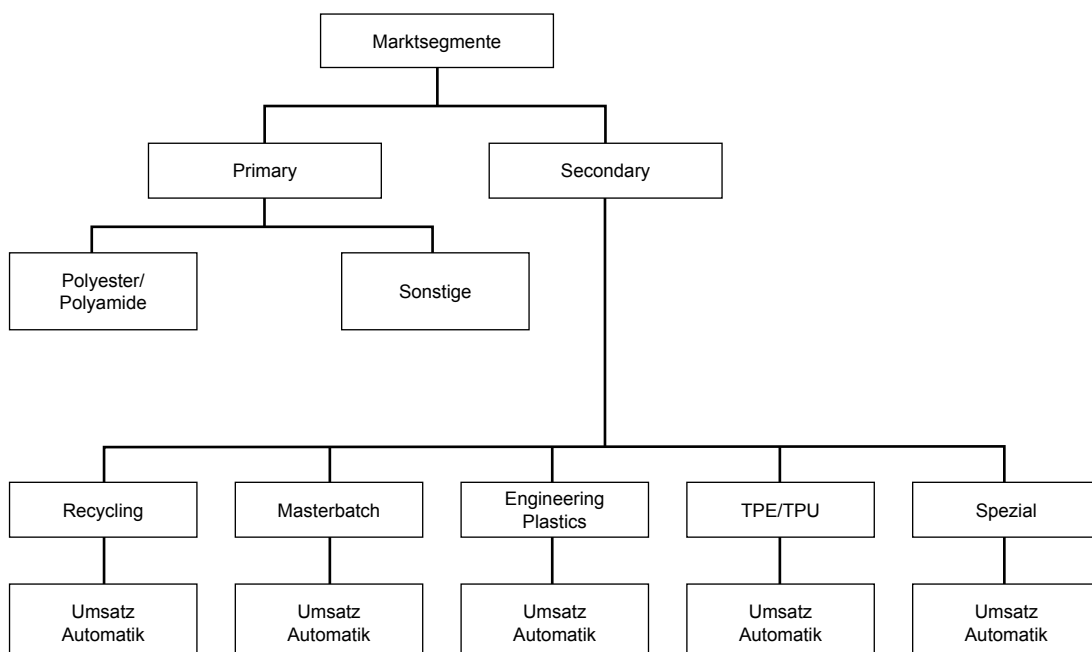 Marktsegmente
Primary
Secondary
Polyester/
Polyamide
Sonstige
Recycling
Masterbatch
Engineering
Plastics
TPE/TPU
Spezial
Umsatz
Automatik
Umsatz
Automatik
Umsatz
Automatik
Umsatz
Automatik
Umsatz
Automatik